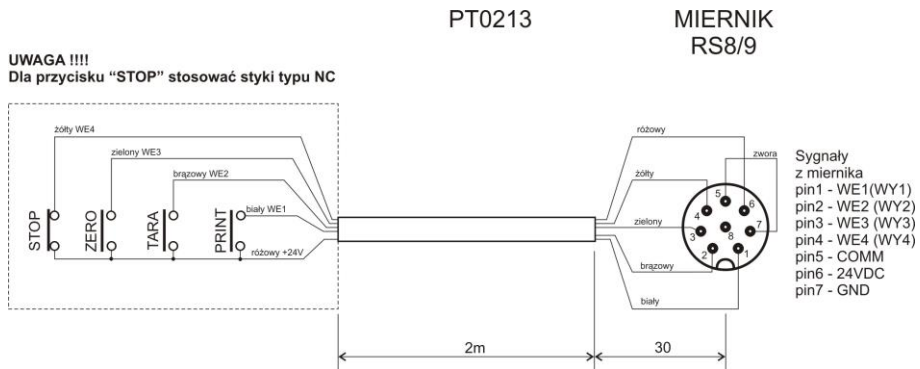 PT0213
MIERNIK
RS8/9
UWAGA !!!!
Dla przycisku “STOP” stosować styki typu NC
żółty WE4
zielony WE3
brązowy WE2
biały WE1
różowy +24V
STOP
ZERO
TARA
PRINT
różowy
żółty
zielony
brązowy
biały
zwora
5
4
6
3
8
7
2
1
Sygnały
z miernika
pin1 - WE1(WY1)
pin2 - WE2 (WY2)
pin3 - WE3 (WY3)
pin4 - WE4 (WY4)
pin5 - COMM
pin6 - 24VDC
pin7 - GND
2m
30